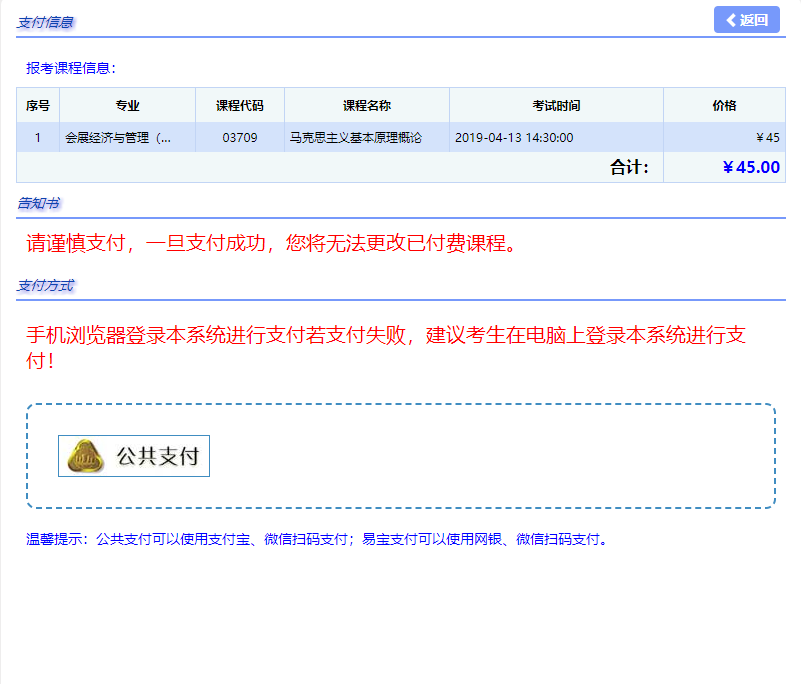 支付信息
返回
报考课程信息：
序号 专业 课程代码 课程名称 考试时间 价格
1 会展经济与管理（... 03709 马克思主义基本原理概论 2019-04-13 14:30:00 ￥45
合计： ￥45.00
告知书
请谨慎支付，一旦支付成功，您将无法更改已付费课程。
支付方式
手机浏览器登录本系统进行支付若支付失败，建议考生在电脑上登录本系统进行支
付！
公共支付
温馨提示：公共支付可以使用支付宝、微信扫码支付；易宝支付可以使用网银、微信扫码支付。